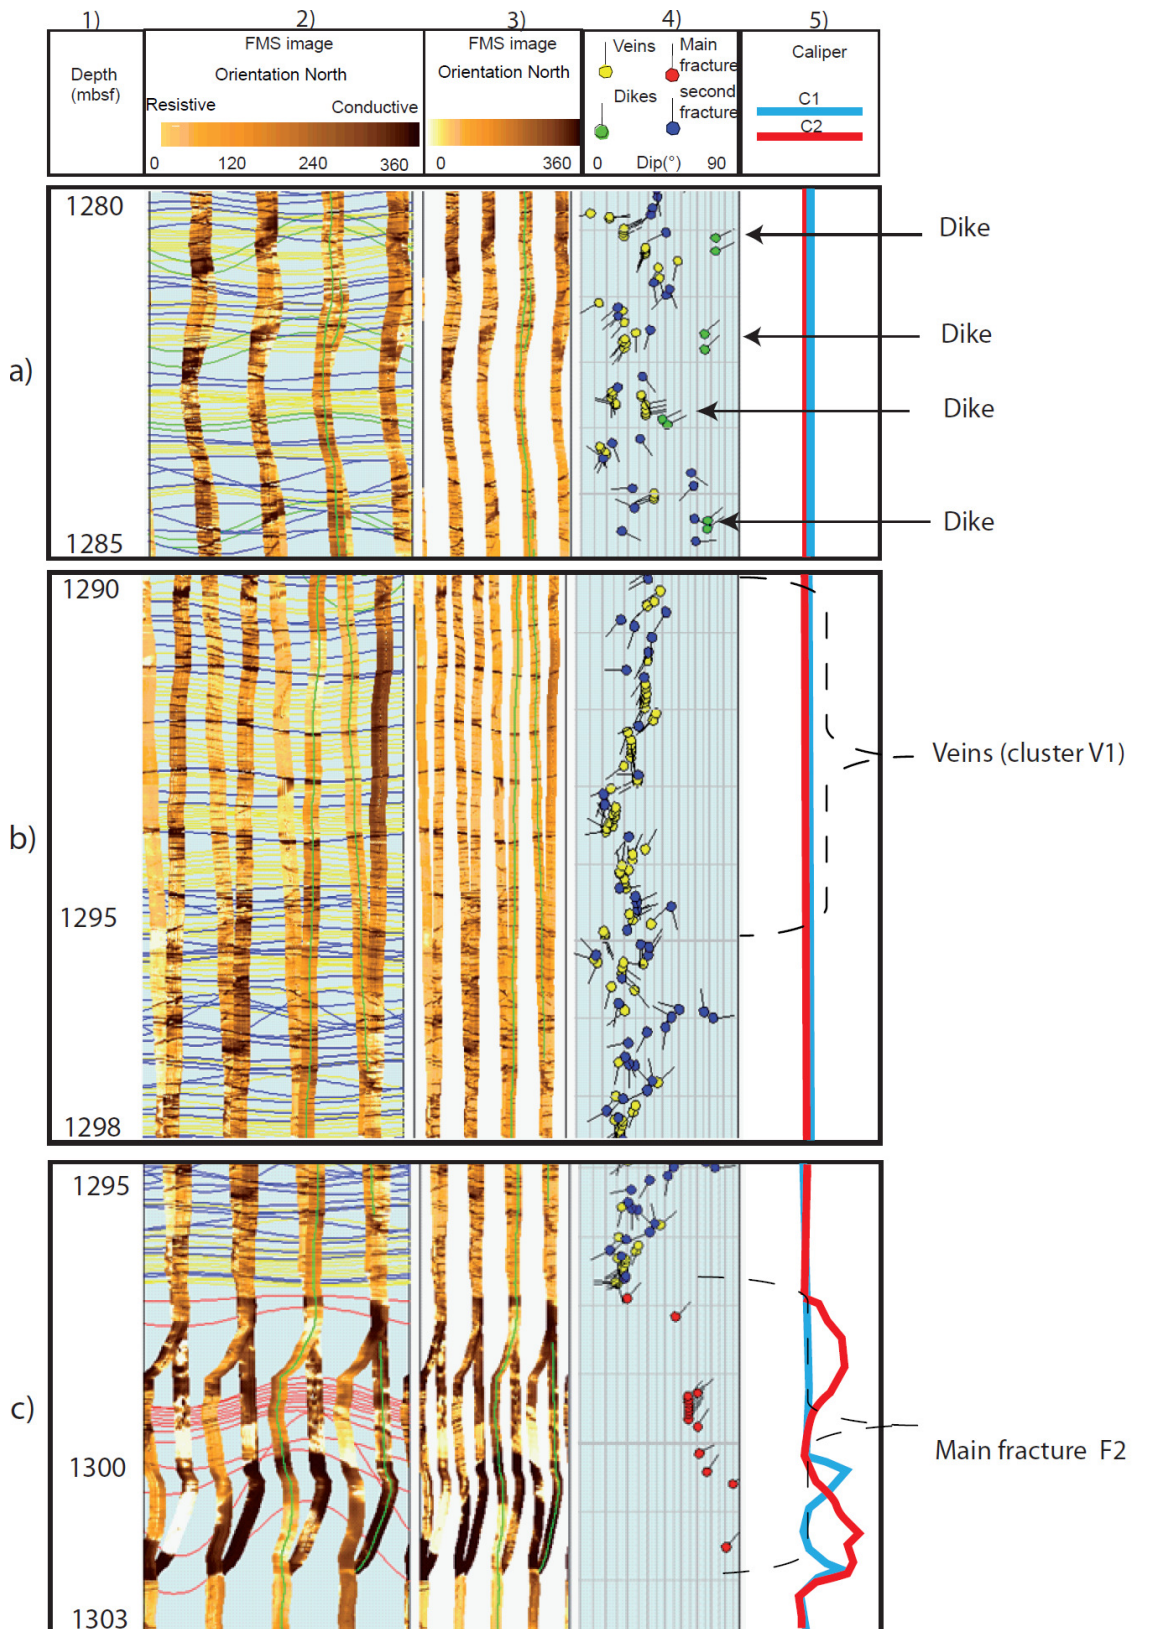 1) 2) 3) 4) 5)
Depth
(mbsf)
FMS image
Orientation North
Resistive Conductive
0 120 240 360
FMS image
Orientation North
0 360
Veins Main
fracture
Dikes second
fracture
0 Dip(°) 90
Caliper
C1
C2
a)
1280
1285
Dike
Dike
Dike
Dike
b)
1290
1295
1298
Veins (cluster V1)
c)
1295
1300
1303
Main fracture F2